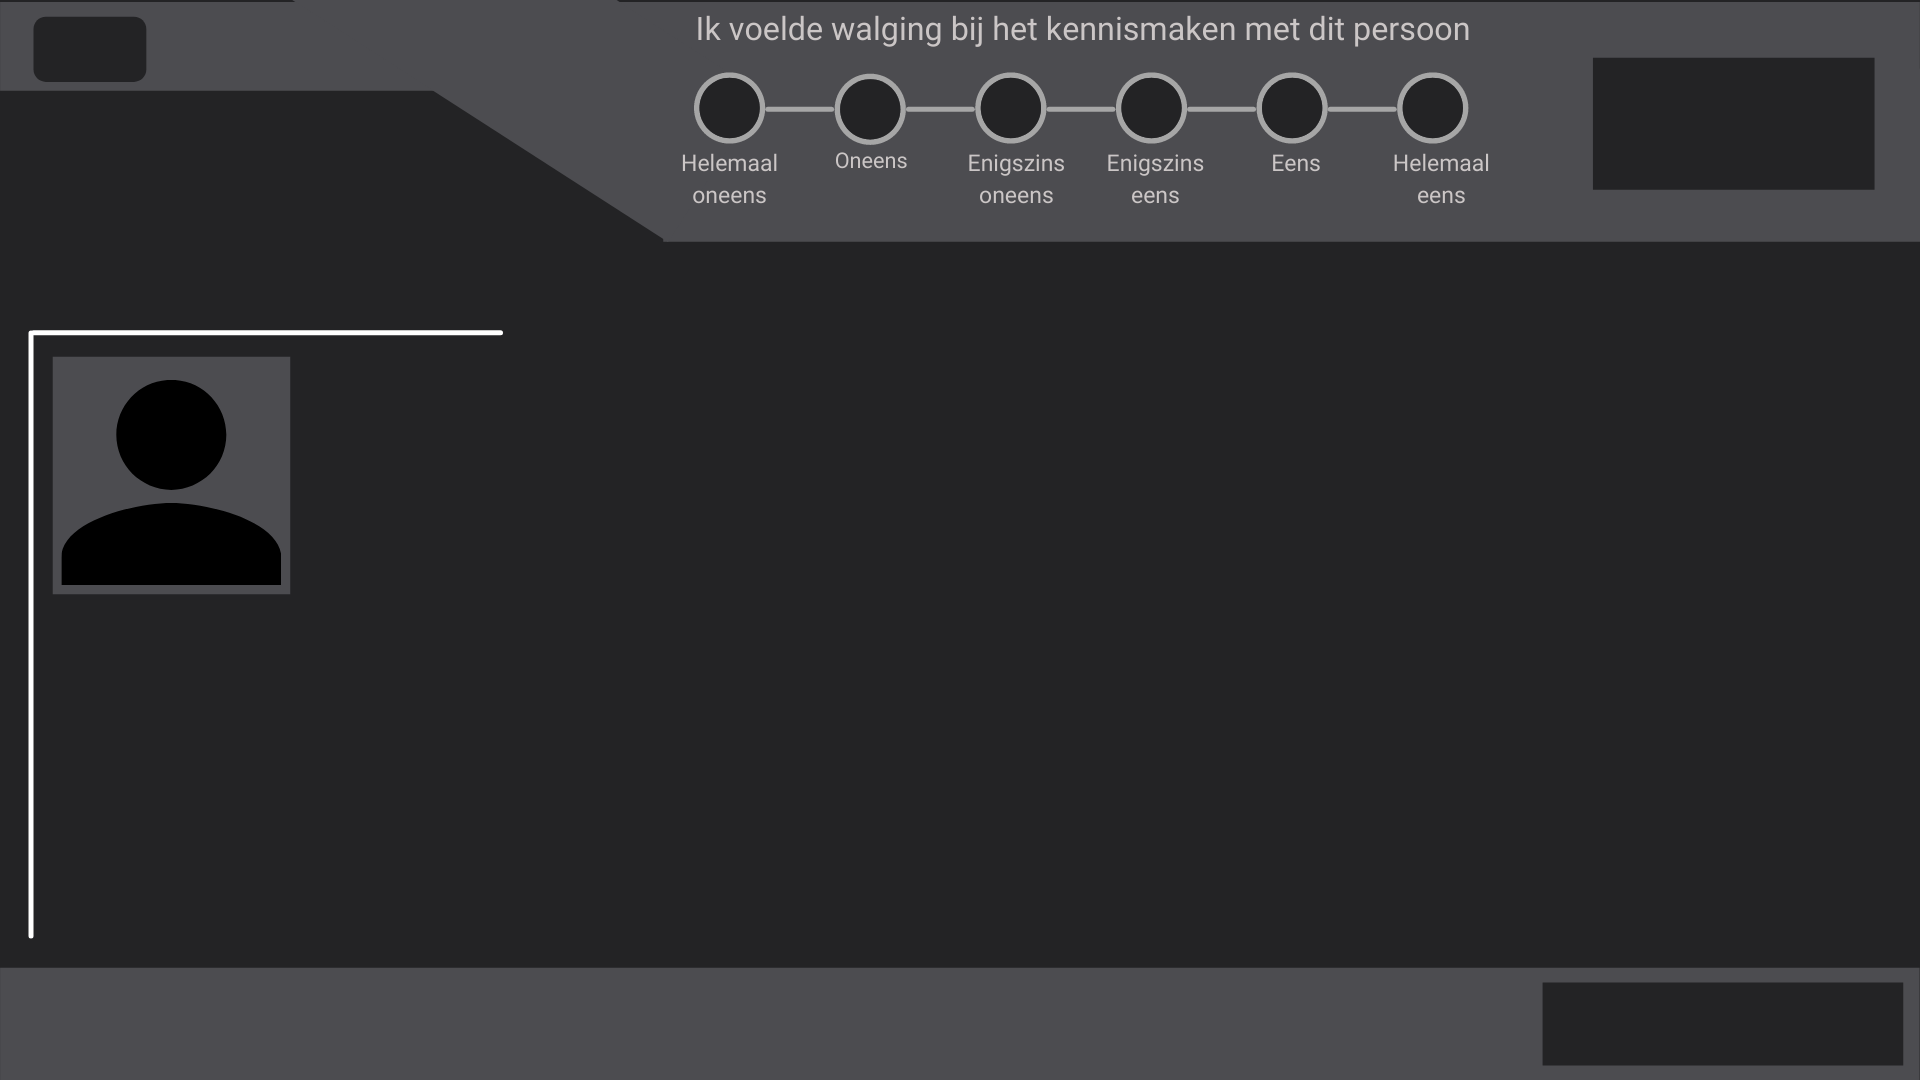 Ik voelde walging bij het kennismaken met dit persoon
Helemaal oneens
Oneens
Enigszins oneens
Enigszins eens
Eens
Helemaal eens